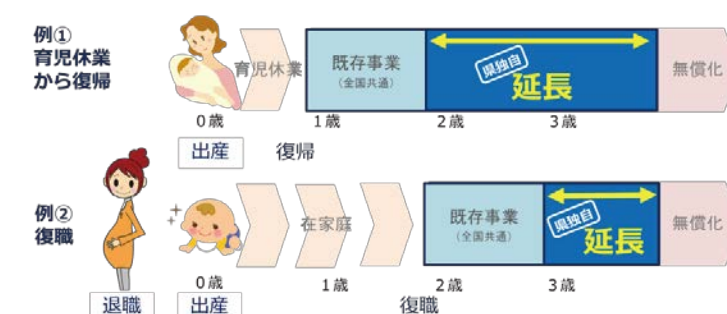 例①
育児休業
から復帰
育児休業
既存事業
(全国共通)
県独自
延長
無償化
0歳
1歳
2歳
3歳
出産
復帰
例②
復職
在家庭
既存事業
(全国共通)
県独自
延長
無償化
0歳
1歳
2歳
3歳
退職
出産
復職